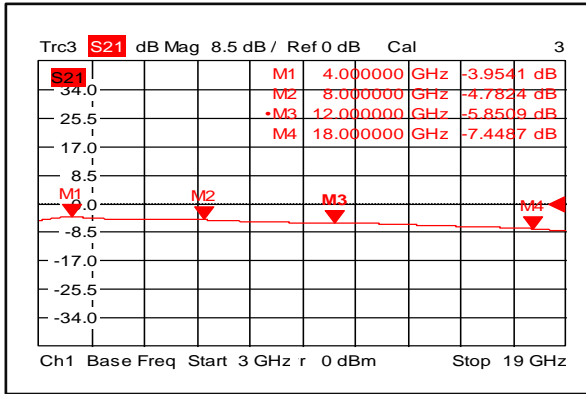 Trc3 S21 dB Mag 8.5 dB / Ref 0 dB Cal 3
S21
M1 4.000000 GHz -3.9541 dB
M2 8.000000 GHz -4.7824 dB
•M3 12.000000 GHz -5.8509 dB
M4 18.000000 GHz -7.4487 dB
34.0
25.5
17.0
8.5
M1 M2 M3 M4
0.0
-8.5
-17.0
-25.5
-34.0
Ch1 Base Freq Start 3 GHz r 0 dBm Stop 19 GHz